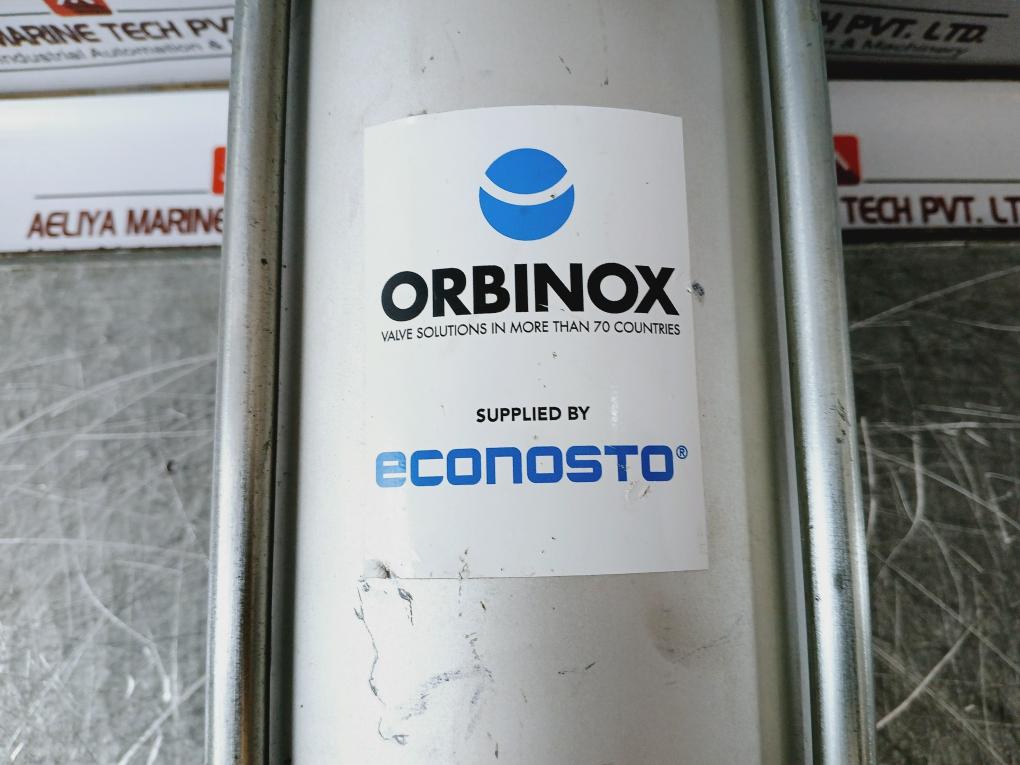 MARINE TECH PV
Industrial Automation &
H PVT. LTD.
& Machinery
AELIYA MARINE
TECH PVT. LT
ORBINOX
VALVE SOLUTIONS IN MORE THAN 70 COUNTRIES
SUPPLIED BY
econosto®